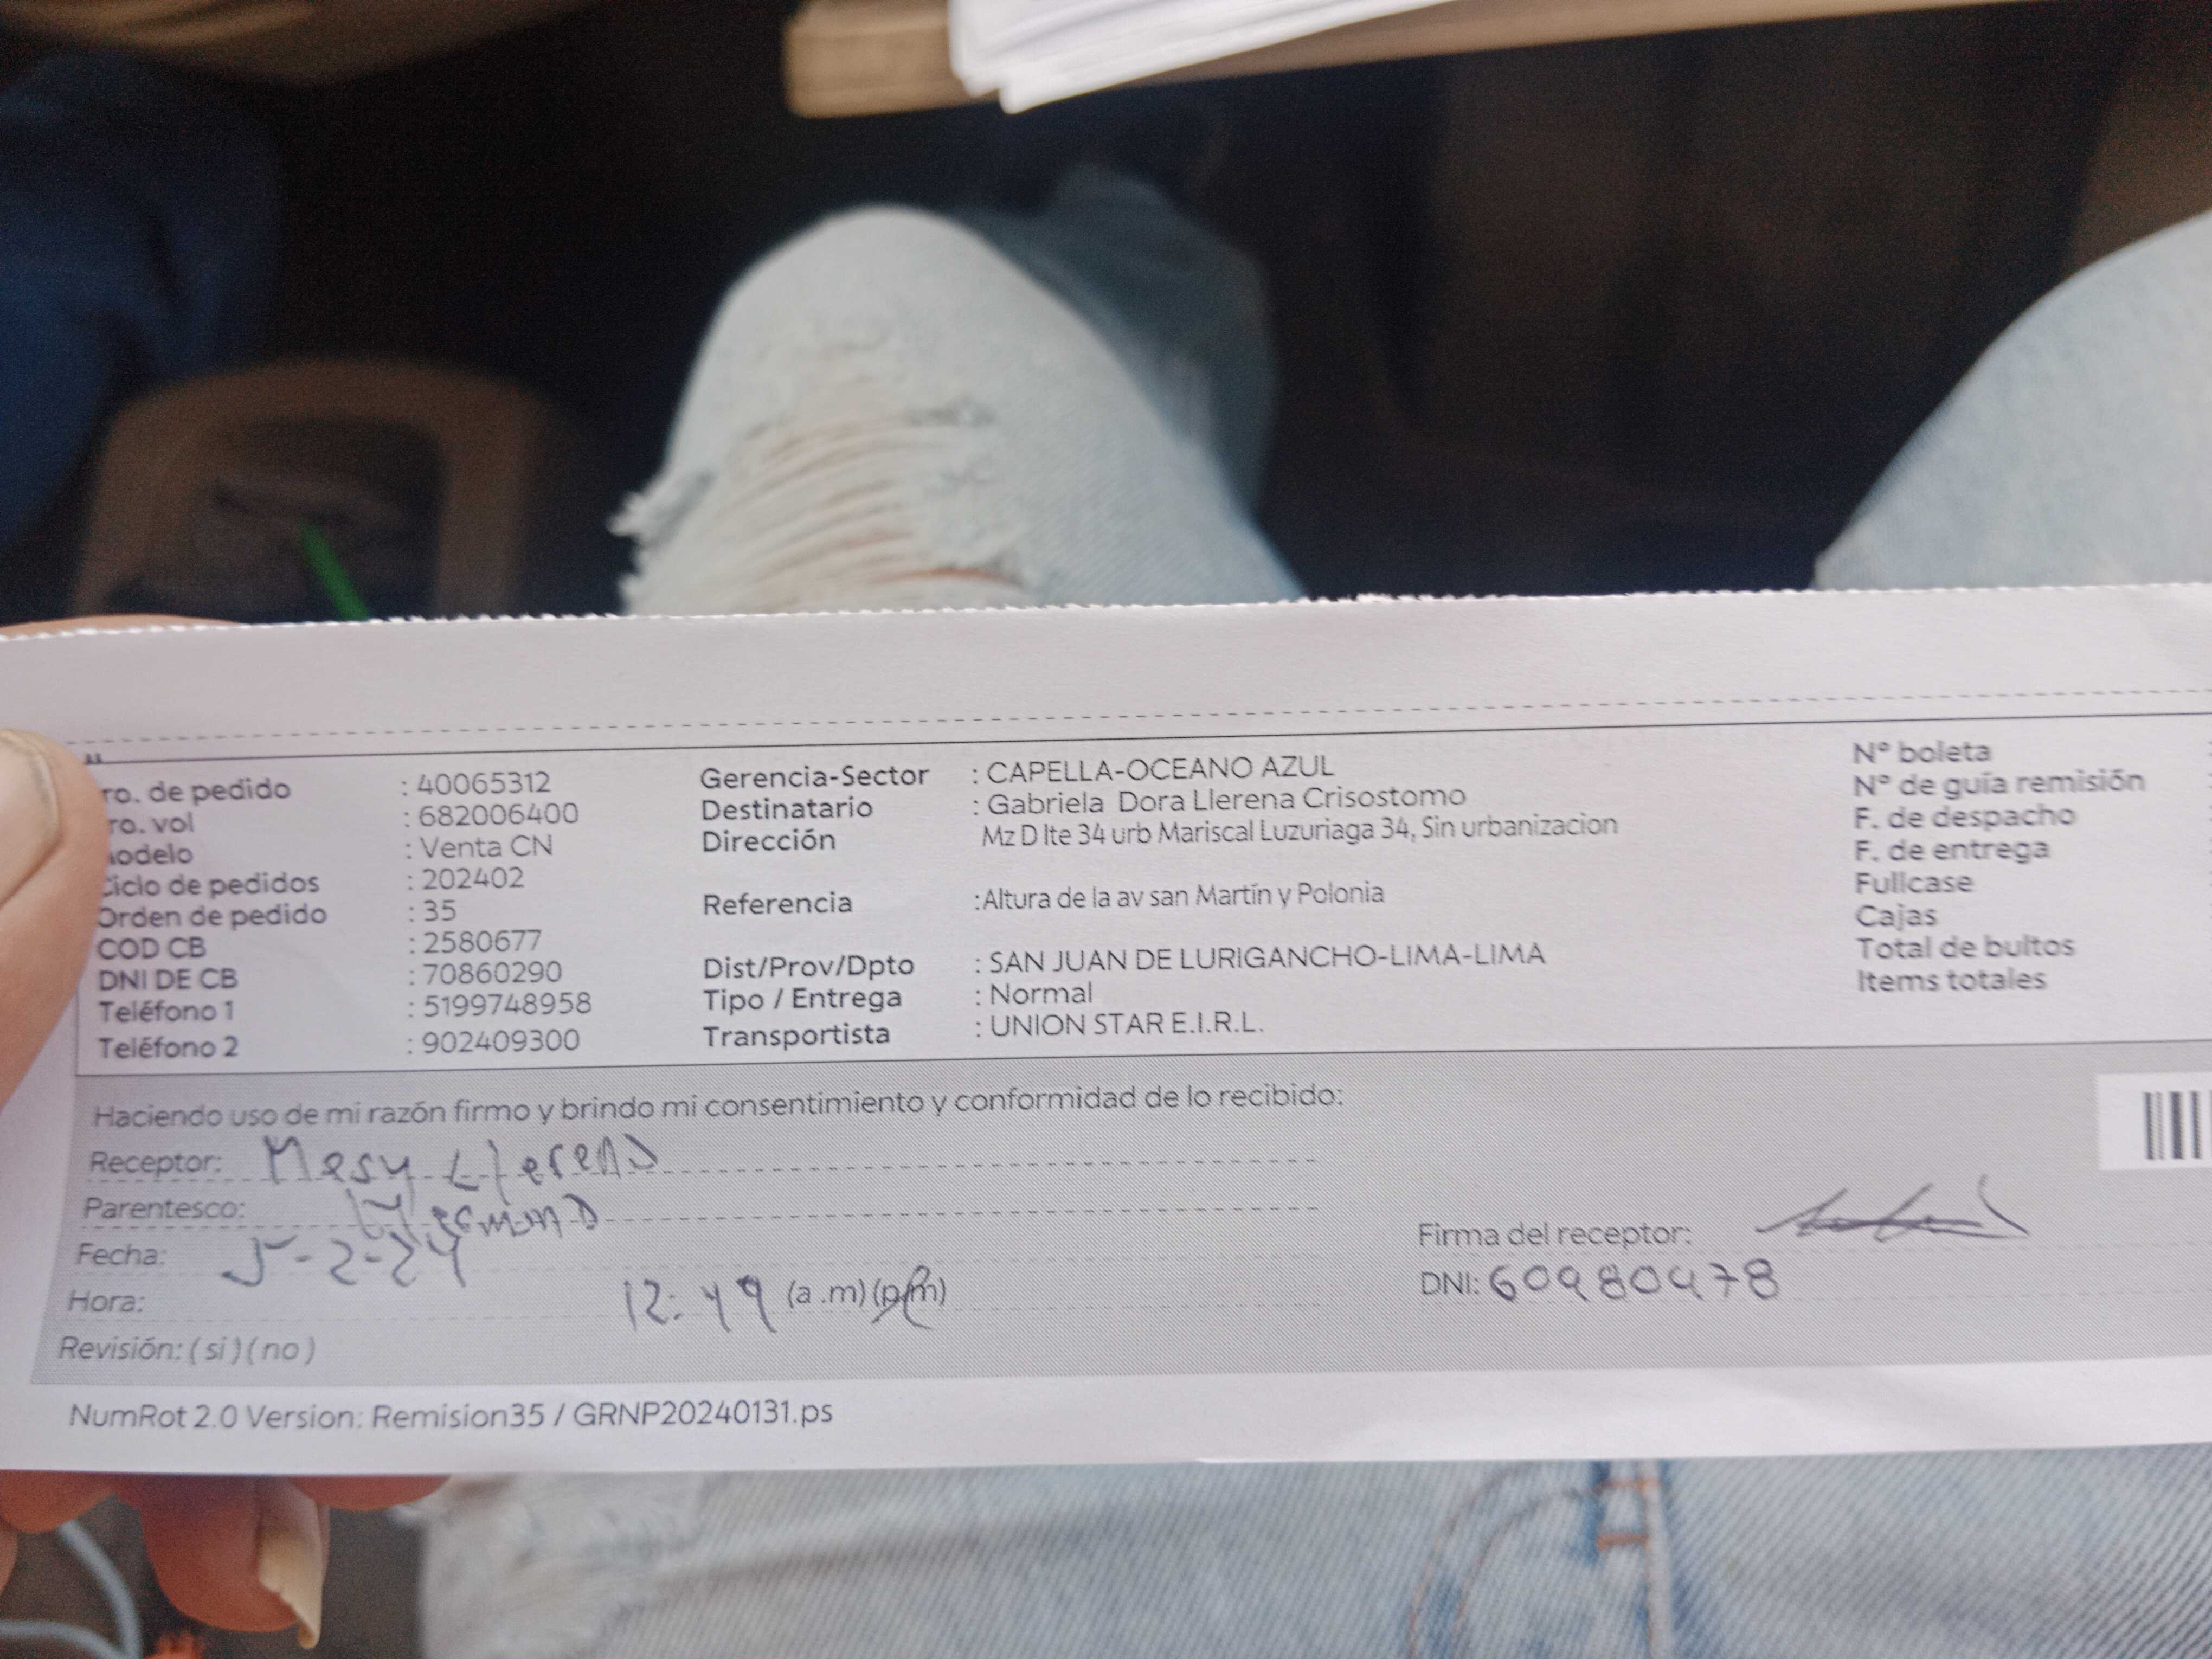 ro. de pedido : 40065312
ro. vol : 682006400
odelo : Venta CN
Ciclo de pedidos : 202402
Orden de pedido : 35
COD CB : 2580677
DNI DE CB : 70860290
Teléfono 1 : 5199748958
Teléfono 2 : 902409300
Gerencia-Sector : CAPELLA-OCEANO AZUL
Destinatario : Gabriela Dora Llerena Crisostomo
Dirección Mz D lte 34 urb Mariscal Luzuriaga 34, Sin urbanizacion
Referencia :Altura de la av san Martín y Polonia
Dist/Prov/Dpto : SAN JUAN DE LURIGANCHO-LIMA-LIMA
Tipo / Entrega : Normal
Transportista : UNION STAR E.I.R.L.
N° boleta
N° de guía remisión
F. de despacho
F. de entrega
Fullcase
Cajas
Total de bultos
Items totales
Haciendo uso de mi razón firmo y brindo mi consentimiento y conformidad de lo recibido:
Receptor: Mesy Llerena
Parentesco:
Fecha: 5-2-24
Hora: 12:49 (a.m) (p.m)
Revisión: ( si ) ( no )
Firma del receptor:
DNI: 60980478
NumRot 2.0 Version: Remision35 / GRNP20240131.ps